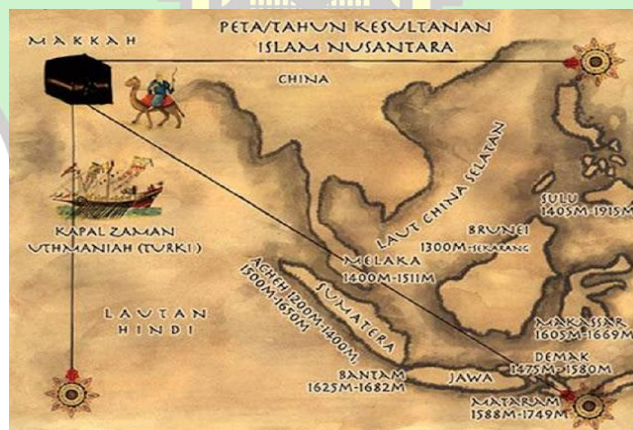 PETA/TAHUN KESULTANAN
ISLAM NUSANTARA
MAKKAH
CHINA
KAPAL ZAMAN
UTHMANIAH (TURKI)
LAUT CHINA SELATAN
SULU
1405M-1915M
BRUNEI
1300M-SEKARANG
MELAKA
1400M-1511M
ACHEH 1200M-1400M
1500M-1650M
SUMATERA
LAUTAN
HINDI
MAKASSAR
1605M-1669M
DEMAK
1475M-1580M
BANTAM
1625M-1682M
JAWA
MATARAM
1588M-1749M